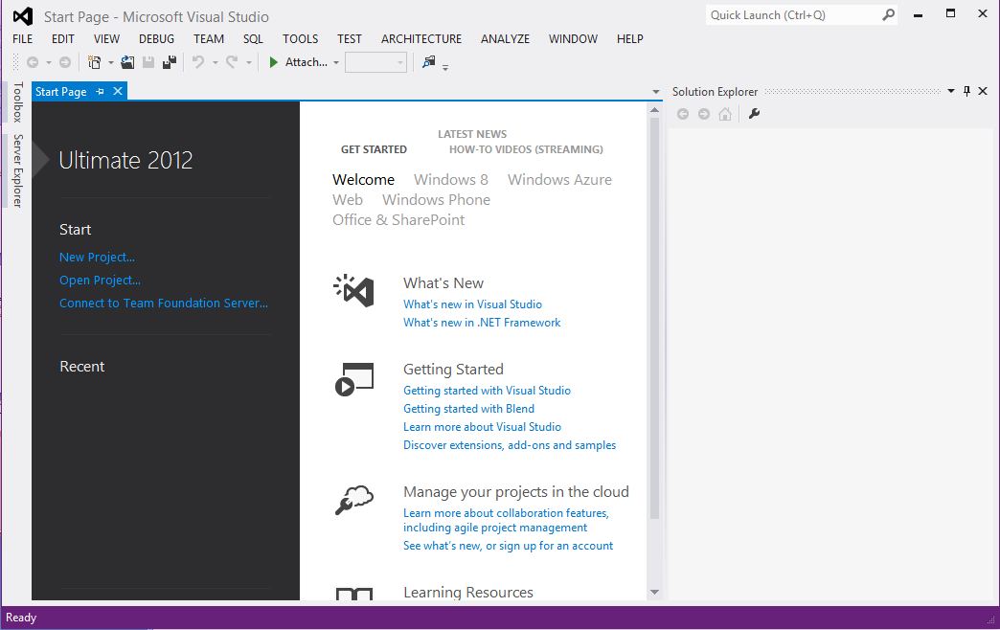 Start Page - Microsoft Visual Studio
Quick Launch (Ctrl+Q)
FILE EDIT VIEW DEBUG TEAM SQL TOOLS TEST ARCHITECTURE ANALYZE WINDOW HELP
Attach...
Toolbox
Server Explorer
Start Page
Ultimate 2012
Start
New Project...
Open Project...
Connect to Team Foundation Server...
Recent
LATEST NEWS
GET STARTED HOW-TO VIDEOS (STREAMING)
Welcome Windows 8 Windows Azure
Web Windows Phone
Office & SharePoint
What's New
What's new in Visual Studio
What's new in .NET Framework
Getting Started
Getting started with Visual Studio
Getting started with Blend
Learn more about Visual Studio
Discover extensions, add-ons and samples
Manage your projects in the cloud
Learn more about collaboration features,
including agile project management
See what's new, or sign up for an account
Learning Resources
Solution Explorer
Ready